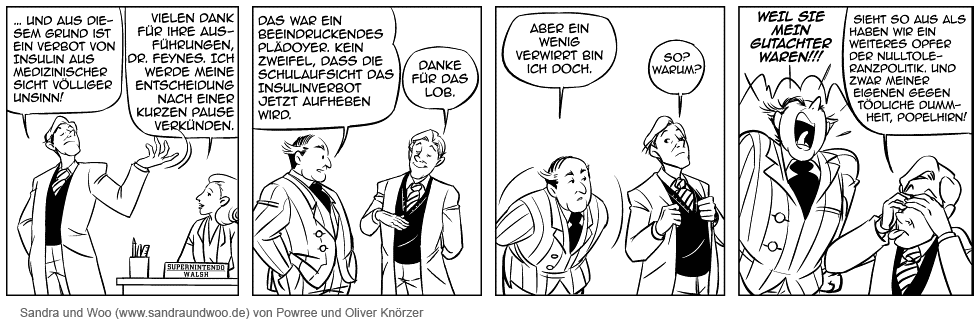 ... UND AUS DIE-
SEM GRUND IST
EIN VERBOT VON
INSULIN AUS
MEDIZINISCHER
SICHT VÖLLIGER
UNSINN!
VIELEN DANK
FÜR IHRE AUS-
FÜHRUNGEN,
DR. FEYNES. ICH
WERDE MEINE
ENTSCHEIDUNG
NACH EINER
KURZEN PAUSE
VERKÜNDEN.
SUPERNINTENDO
WALSH
DAS WAR EIN
BEEINDRUCKENDES
PLÄDOYER. KEIN
ZWEIFEL, DASS DIE
SCHULAUFSICHT DAS
INSULINVERBOT
JETZT AUFHEBEN
WIRD.
DANKE
FÜR DAS
LOB.
ABER EIN
WENIG
VERWIRRT BIN
ICH DOCH.
SO?
WARUM?
WEIL SIE
MEIN
GUTACHTER
WAREN!!!
SIEHT SO AUS ALS
HABEN WIR EIN
WEITERES OPFER
DER NULLTOLE-
RANZPOLITIK. UND
ZWAR MEINER
EIGENEN GEGEN
TÖDLICHE DUMM-
HEIT, POPELHIRN!
Sandra und Woo (www.sandraundwoo.de) von Powree und Oliver Knörzer